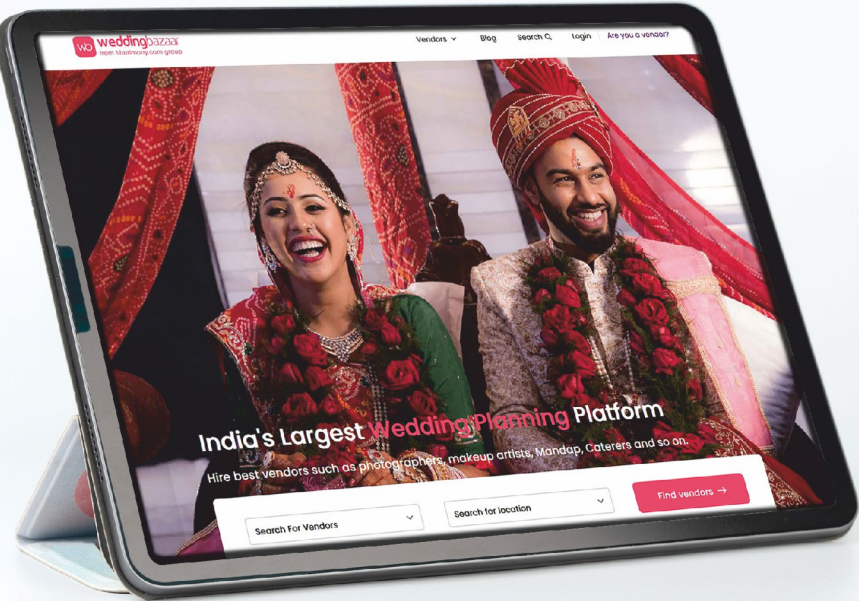 WO weddingbazaar
from Matrimony.com group
Vendors Blog Search Login Are you a vendor?
India's Largest Wedding Planning Platform
Hire best vendors such as photographers, makeup artists, Mandap, Caterers and so on.
Search For Vendors Search for location Find vendors →